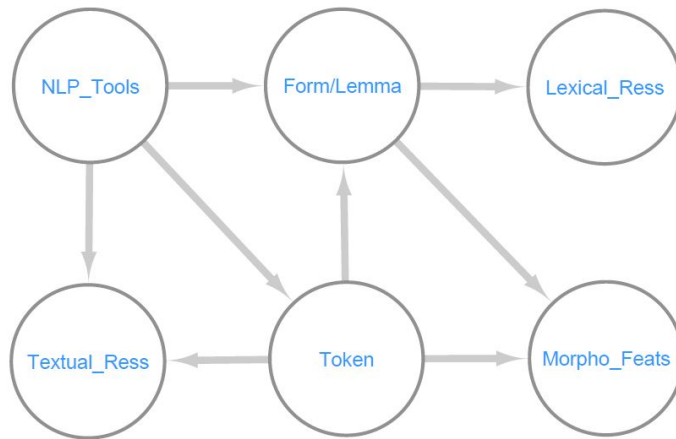 NLP_Tools
Form/Lemma
Lexical_Ress
Textual_Ress
Token
Morpho_Feats